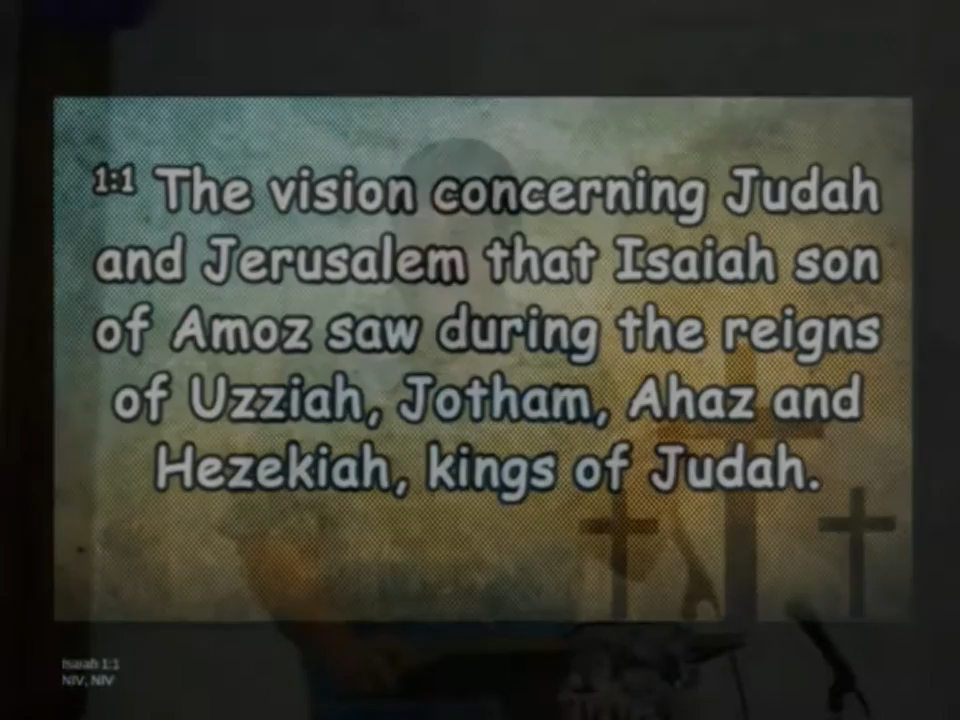 1:1 The vision concerning Judah
and Jerusalem that Isaiah son
of Amoz saw during the reigns
of Uzziah, Jotham, Ahaz and
Hezekiah, kings of Judah.
Isaiah 1:1
NIV, NIV